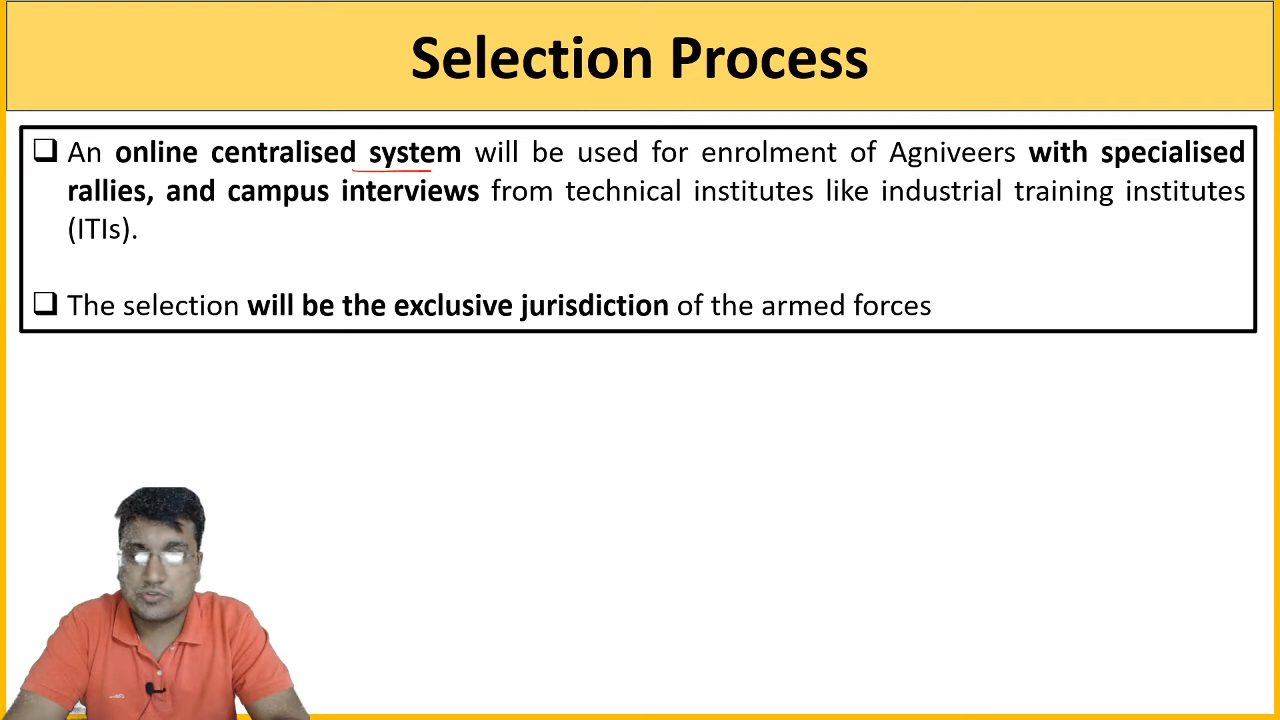 Selection Process
❑ An online centralised system will be used for enrolment of Agniveers with specialised
rallies, and campus interviews from technical institutes like industrial training institutes
(ITIs).
❑ The selection will be the exclusive jurisdiction of the armed forces